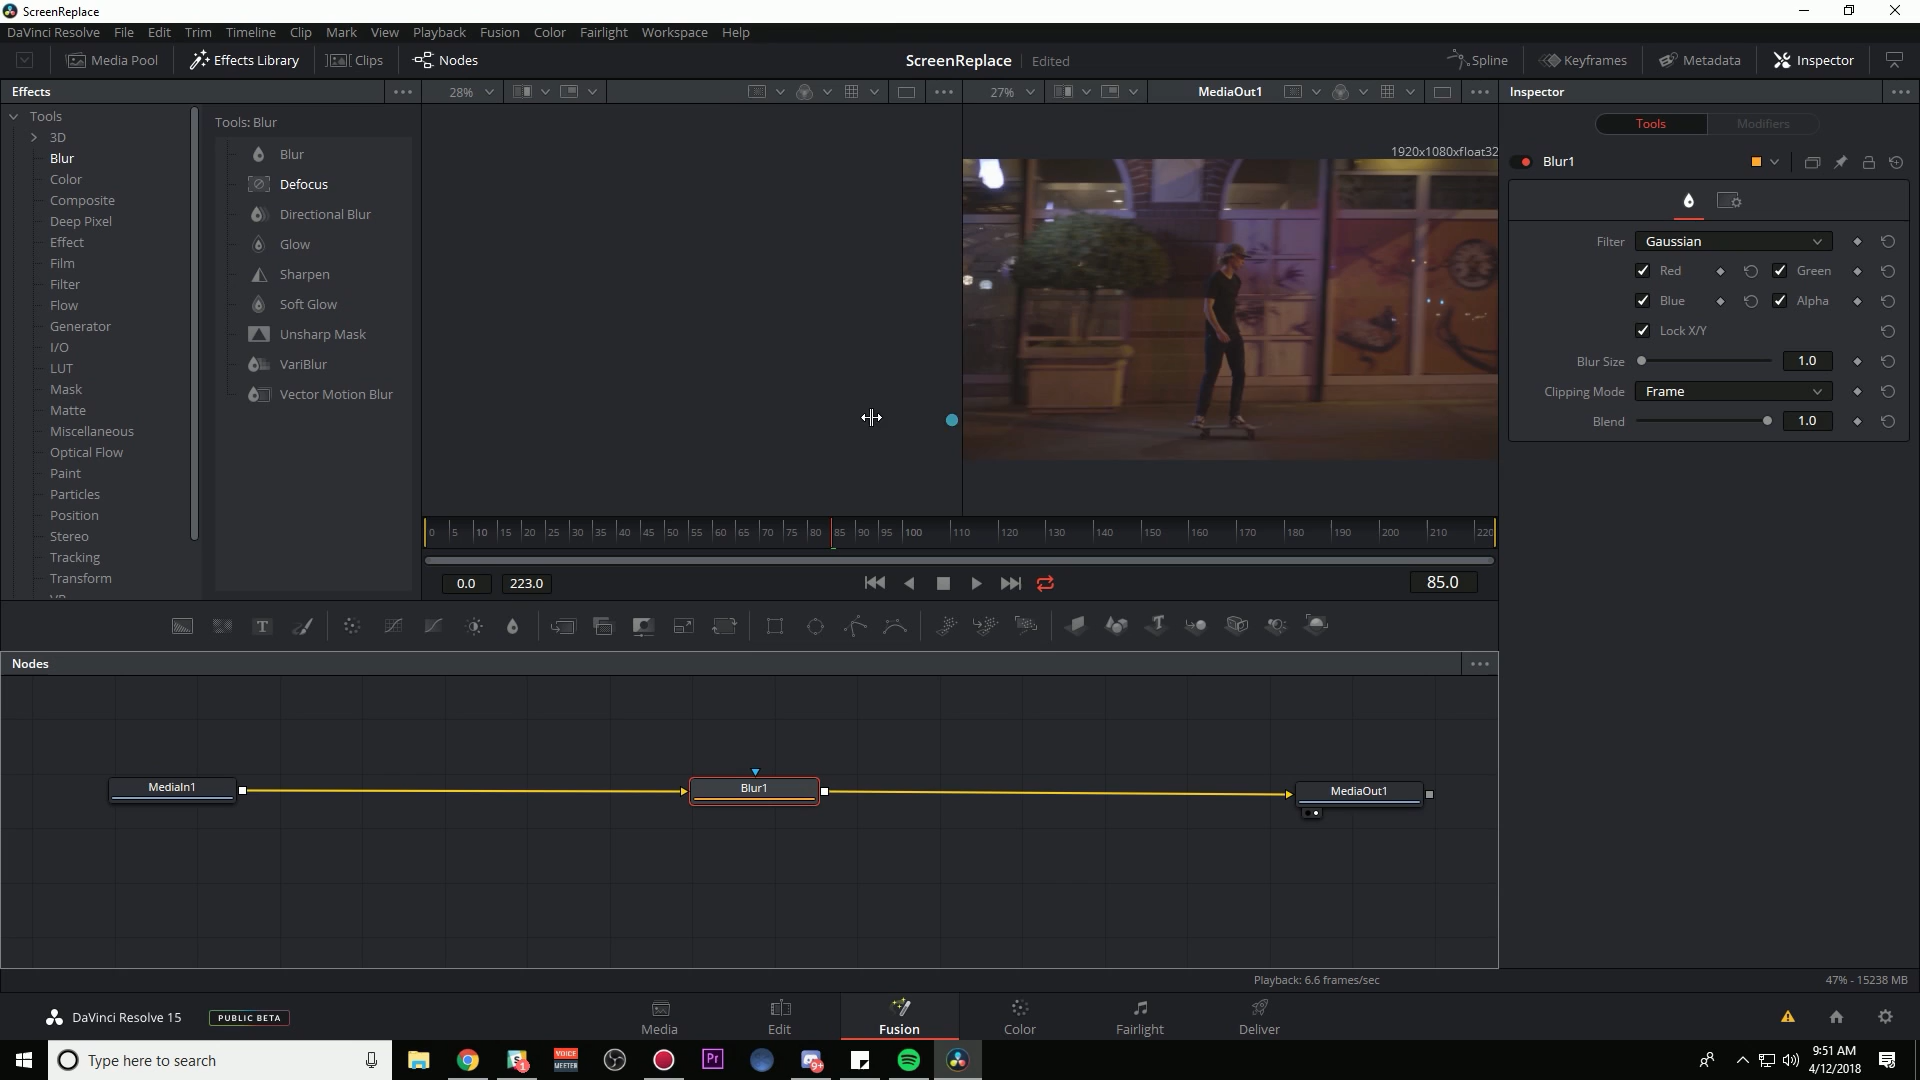 ScreenReplace
DaVinci Resolve File Edit Trim Timeline Clip Mark View Playback Fusion Color Fairlight Workspace Help
Media Pool Effects Library Clips Nodes ScreenReplace Edited Spline Keyframes Metadata Inspector
Effects 28% 27% MediaOut1 Inspector
Tools
3D
Blur
Color
Composite
Deep Pixel
Effect
Film
Filter
Flow
Generator
I/O
LUT
Mask
Matte
Miscellaneous
Optical Flow
Paint
Particles
Position
Stereo
Tracking
Transform
Tools: Blur
Blur
Defocus
Directional Blur
Glow
Sharpen
Soft Glow
Unsharp Mask
VariBlur
Vector Motion Blur
1920x1080xfloat32
Tools Modifiers
Blur1
Filter Gaussian
Red Green
Blue Alpha
Lock X/Y
Blur Size 1.0
Clipping Mode Frame
Blend 1.0
0 5 10 15 20 25 30 35 40 45 50 55 60 65 70 75 80 85 90 95 100 110 120 130 140 150 160 170 180 190 200 210 220
0.0 223.0 85.0
Nodes
MediaIn1 Blur1 MediaOut1
Playback: 6.6 frames/sec 47% - 15238 MB
DaVinci Resolve 15 PUBLIC BETA
Media Edit Fusion Color Fairlight Deliver
Type here to search
VOICE
MEETER
1
Pr
9+
9:51 AM
4/12/2018